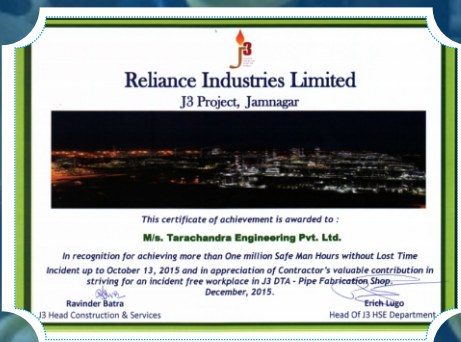 J3
Reliance Industries Limited
J3 Project, Jamnagar
This certificate of achievement is awarded to :
M/s. Tarachandra Engineering Pvt. Ltd.
In recognition for achieving more than One million Safe Man Hours without Lost Time
Incident up to October 13, 2015 and in appreciation of Contractor's valuable contribution in
striving for an incident free workplace in J3 DTA - Pipe Fabrication Shop.
December, 2015.
Ravinder Batra
Erich Lugo
J3 Head Construction & Services
Head Of J3 HSE Department